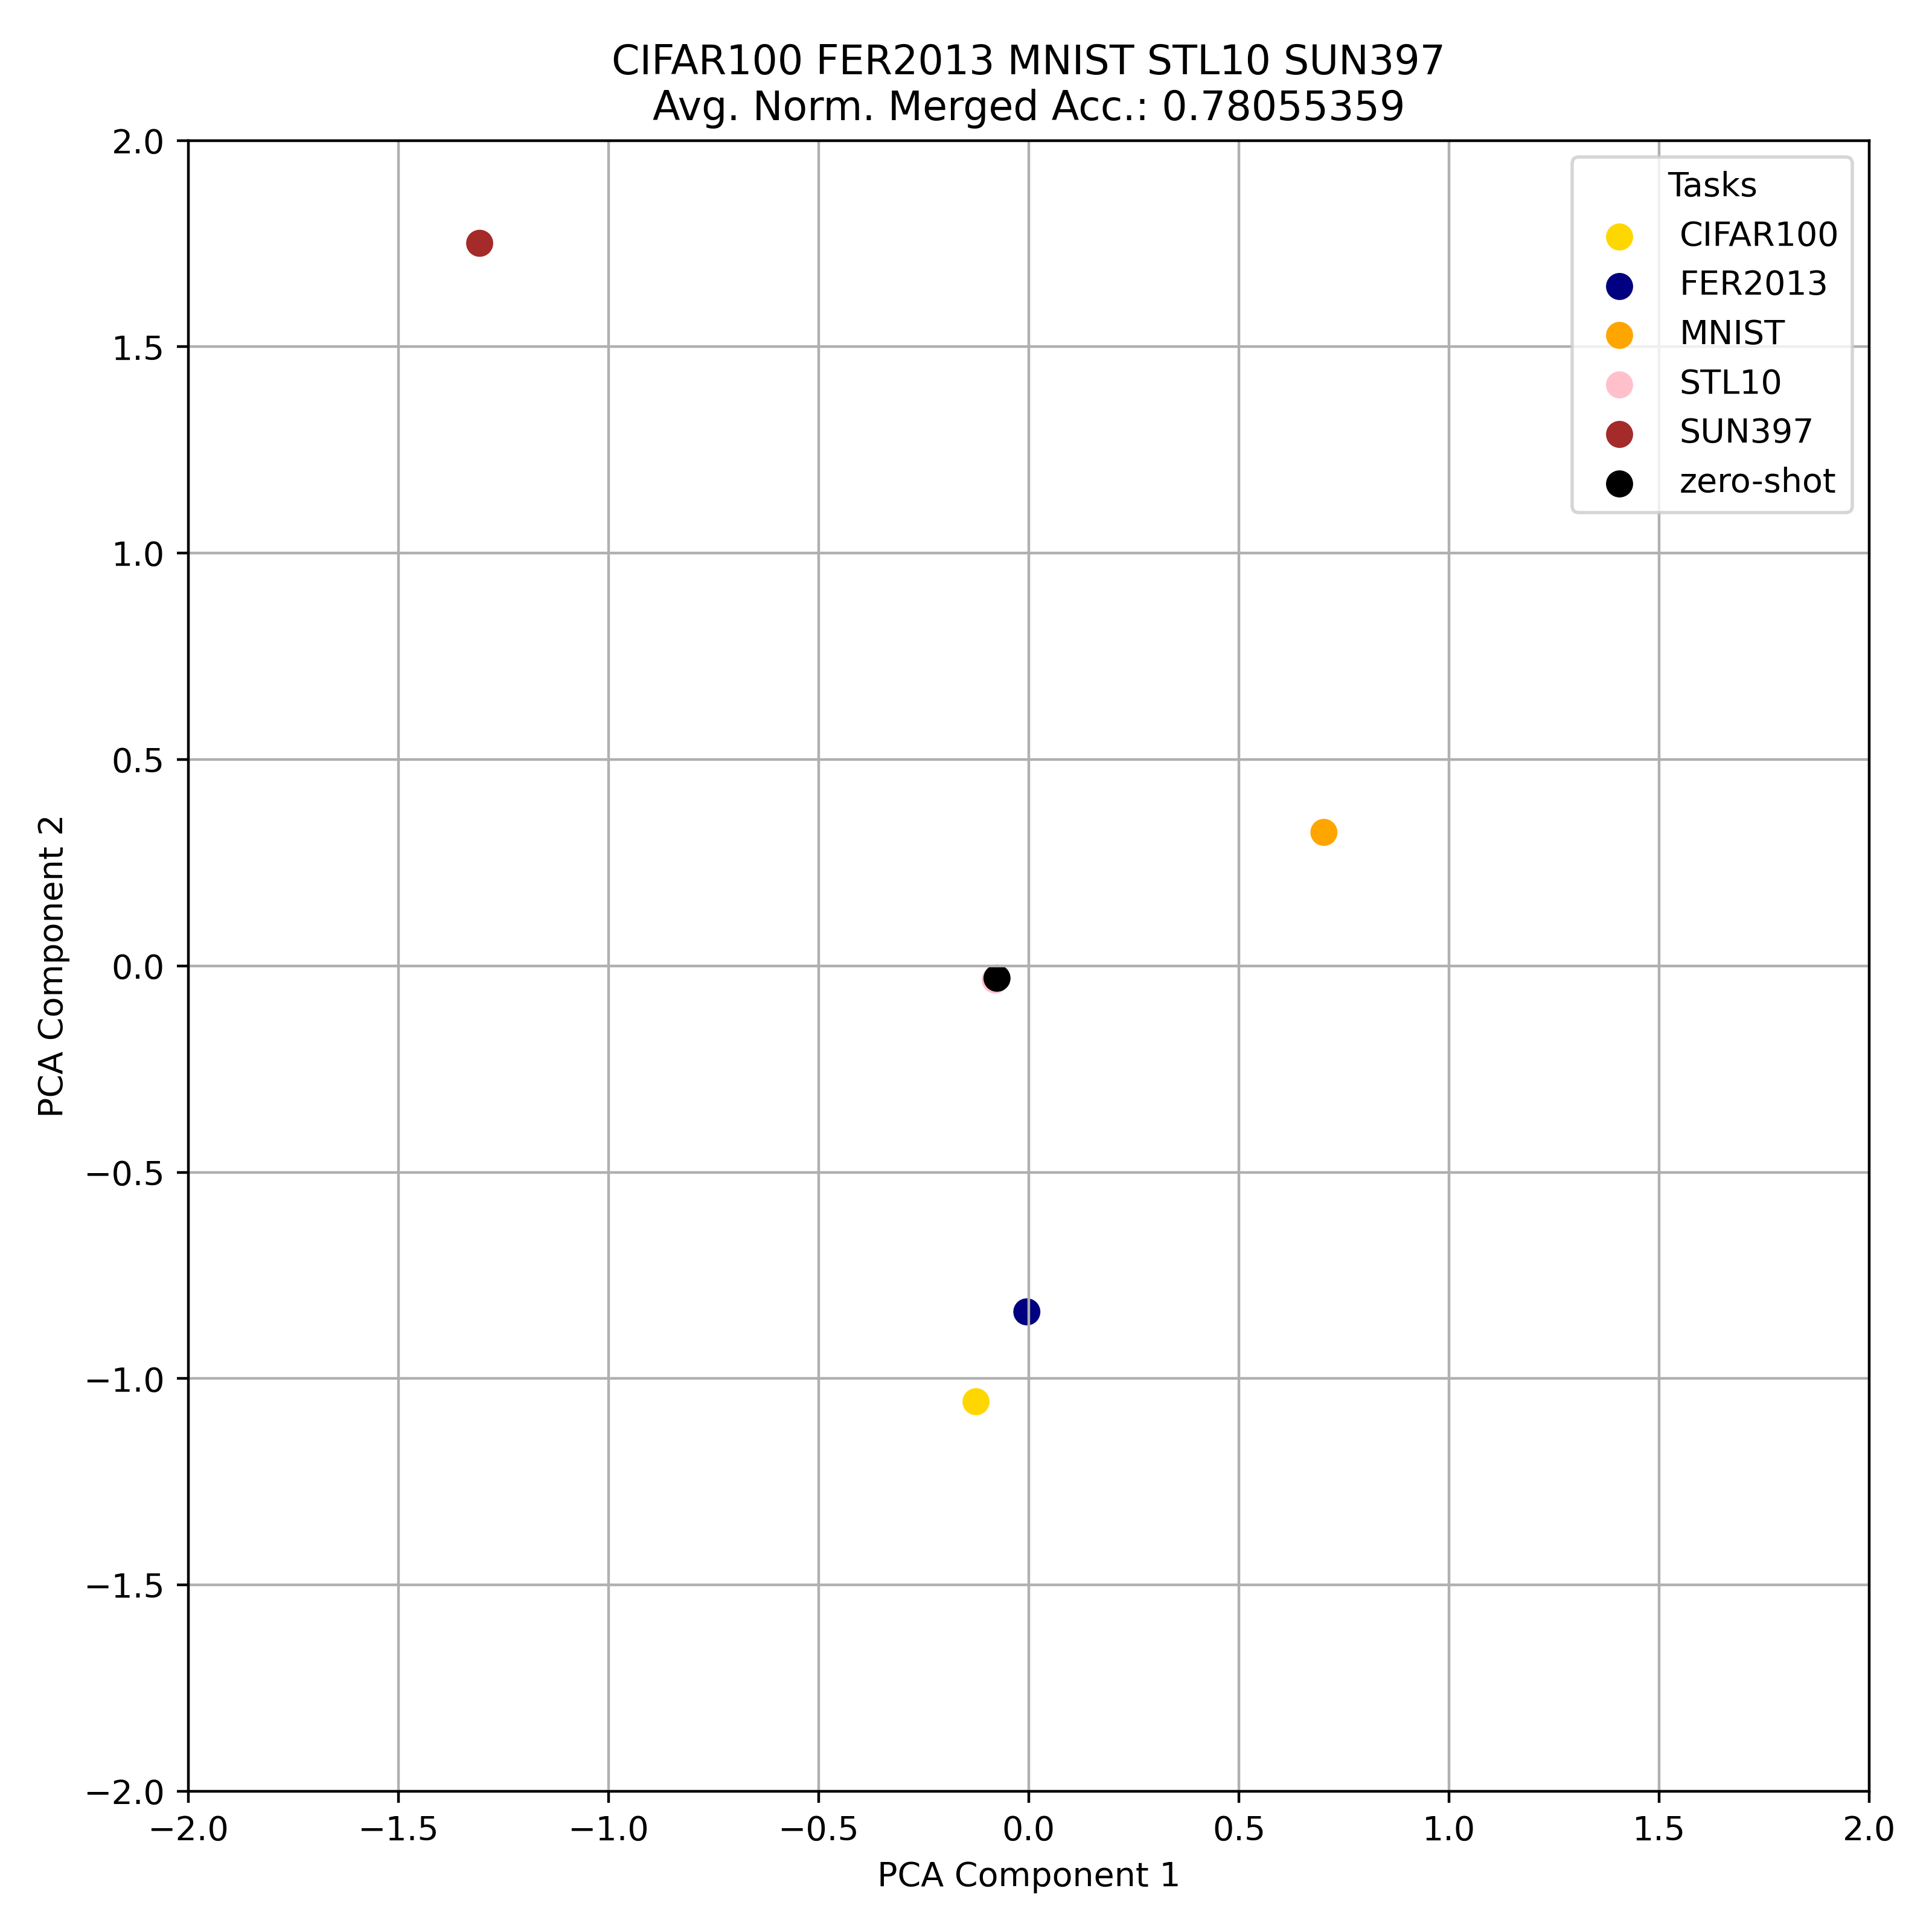 CIFAR100 FER2013 MNIST STL10 SUN397
Avg. Norm. Merged Acc.: 0.78055359
Tasks
CIFAR100
FER2013
MNIST
STL10
SUN397
zero-shot
PCA Component 2
2.0
1.5
1.0
0.5
0.0
−0.5
−1.0
−1.5
−2.0
−2.0 −1.5 −1.0 −0.5 0.0 0.5 1.0 1.5 2.0
PCA Component 1